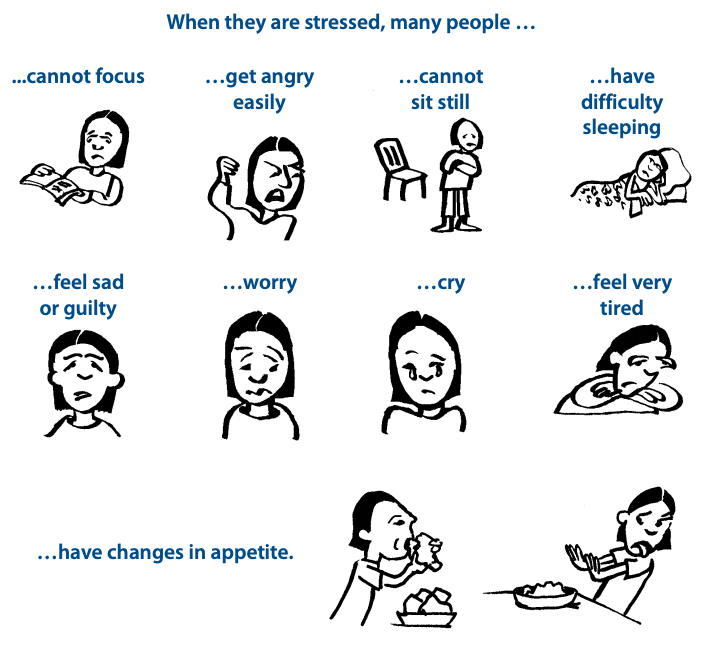 When they are stressed, many people …
...cannot focus
…get angry
easily
…cannot
sit still
…have
difficulty
sleeping
…feel sad
or guilty
…worry
…cry
…feel very
tired
…have changes in appetite.